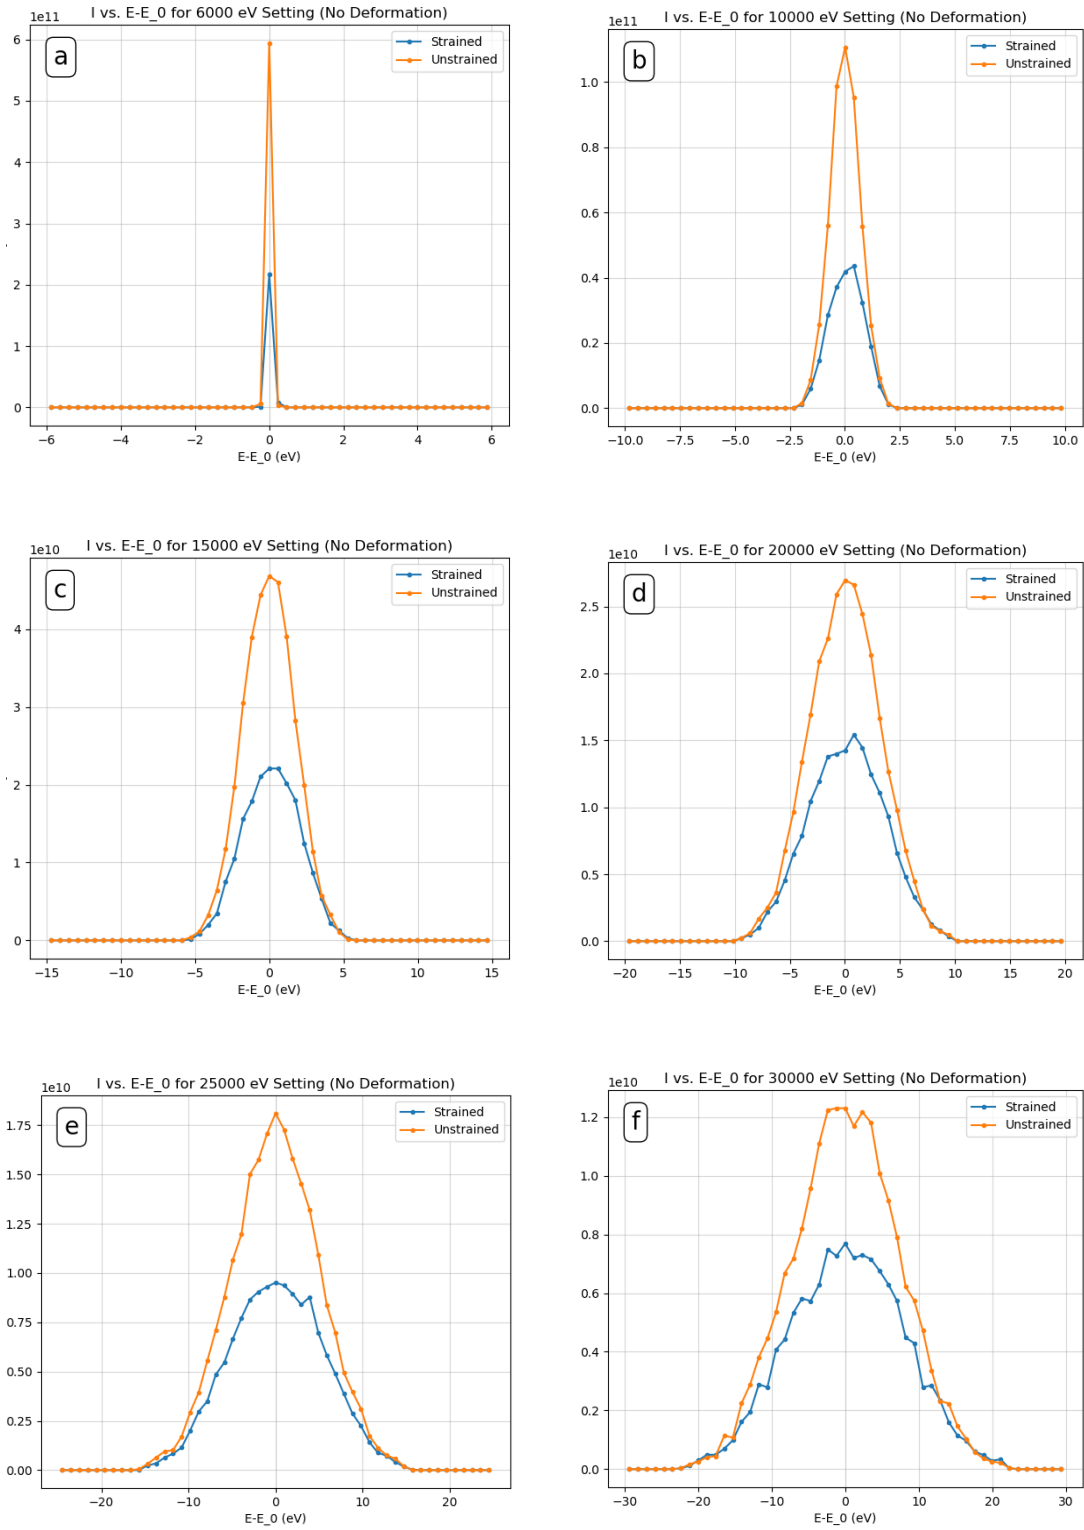 I vs. E-E_0 for 6000 eV Setting (No Deformation)
1e11
a
Strained
Unstrained
6
5
4
3
2
1
0
−6 −4 −2 0 2 4 6
E-E_0 (eV)
I vs. E-E_0 for 10000 eV Setting (No Deformation)
1e11
b
Strained
Unstrained
1.0
0.8
0.6
0.4
0.2
0.0
−10.0 −7.5 −5.0 −2.5 0.0 2.5 5.0 7.5 10.0
E-E_0 (eV)
I vs. E-E_0 for 15000 eV Setting (No Deformation)
1e10
c
Strained
Unstrained
4
3
2
1
0
−15 −10 −5 0 5 10 15
E-E_0 (eV)
I vs. E-E_0 for 20000 eV Setting (No Deformation)
1e10
d
Strained
Unstrained
2.5
2.0
1.5
1.0
0.5
0.0
−20 −15 −10 −5 0 5 10 15 20
E-E_0 (eV)
I vs. E-E_0 for 25000 eV Setting (No Deformation)
1e10
e
Strained
Unstrained
1.75
1.50
1.25
1.00
0.75
0.50
0.25
0.00
−20 −10 0 10 20
E-E_0 (eV)
I vs. E-E_0 for 30000 eV Setting (No Deformation)
1e10
f
Strained
Unstrained
1.2
1.0
0.8
0.6
0.4
0.2
0.0
−30 −20 −10 0 10 20 30
E-E_0 (eV)